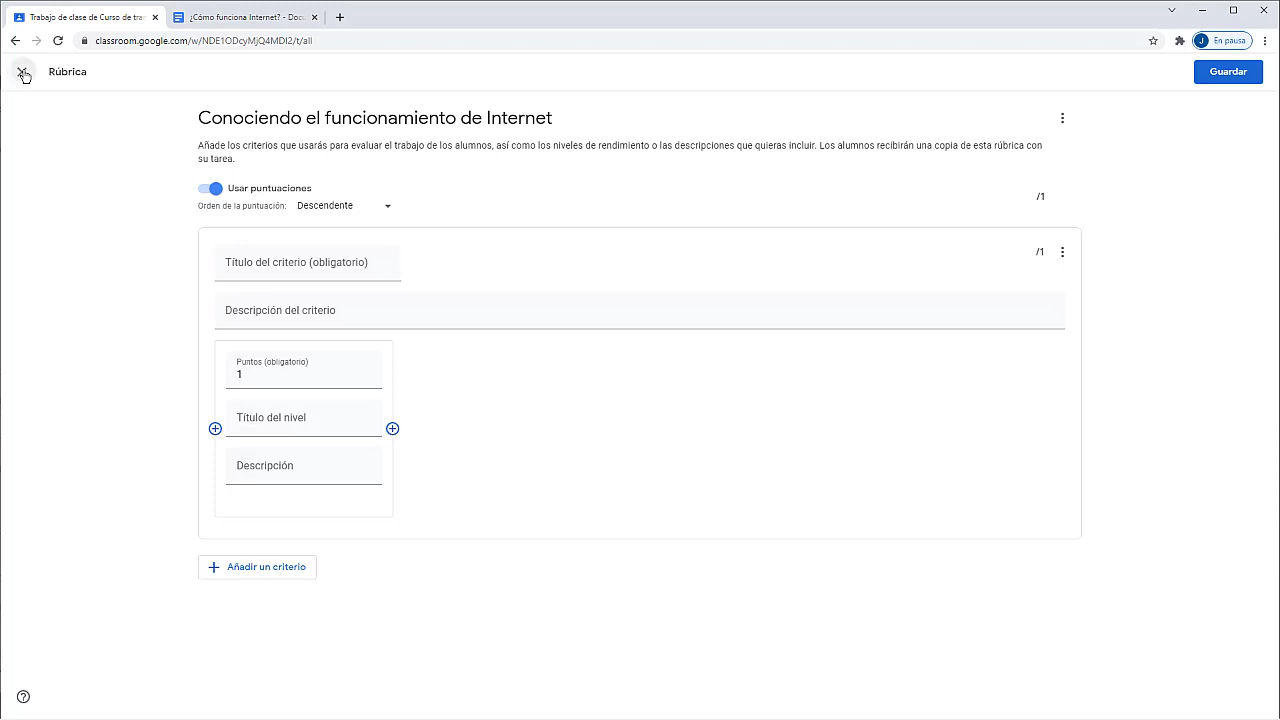 Trabajo de clase de Curso de tran
¿Cómo funciona Internet? - Docu
classroom.google.com/w/NDE1ODcyMjQ4MDI2/t/all
J En pausa
Rúbrica
Guardar
Conociendo el funcionamiento de Internet
Añade los criterios que usarás para evaluar el trabajo de los alumnos, así como los niveles de rendimiento o las descripciones que quieras incluir. Los alumnos recibirán una copia de esta rúbrica con
su tarea.
Usar puntuaciones
/1
Orden de la puntuación: Descendente
/1
Título del criterio (obligatorio)
Descripción del criterio
Puntos (obligatorio)
1
Título del nivel
Descripción
Añadir un criterio